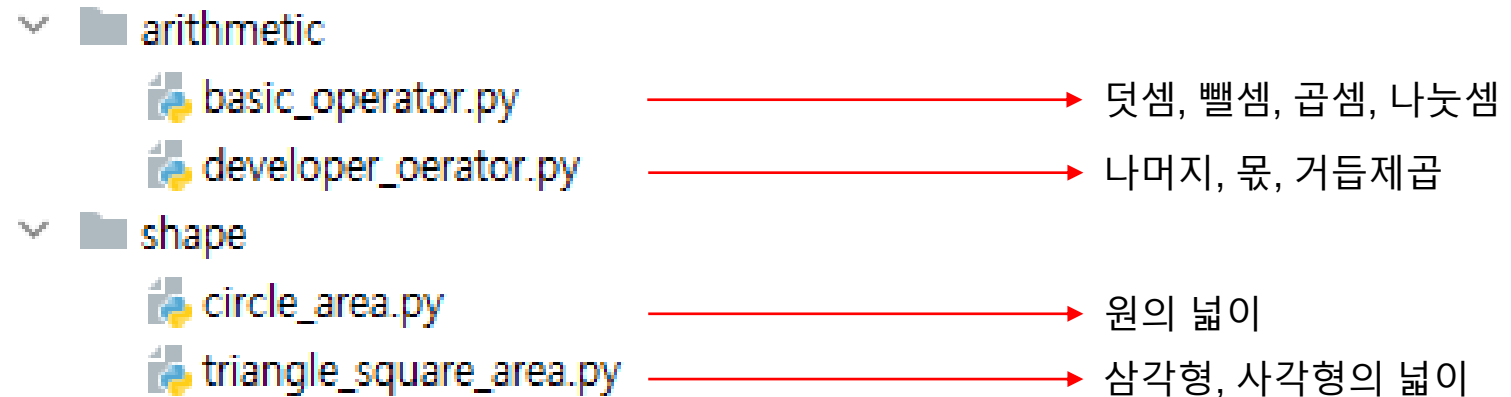 arithmetic
basic_operator.py 덧셈, 뺄셈, 곱셈, 나눗셈
developer_oerator.py 나머지, 몫, 거듭제곱
shape
circle_area.py 원의 넓이
triangle_square_area.py 삼각형, 사각형의 넓이